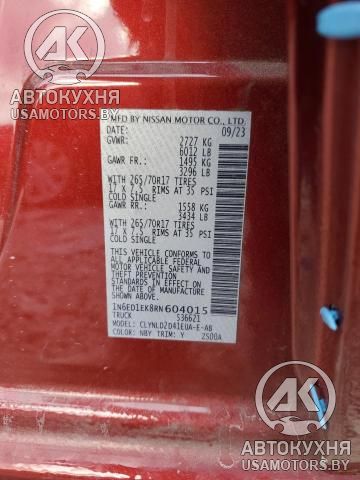 АК
АВТОКУХНЯ
USAMOTORS.BY
MFD BY NISSAN MOTOR CO., LTD.
DATE: 09/23
GVWR: 2727 KG
6012 LB
GAWR FR: 1495 KG
3296 LB
WITH 265/70R17 TIRES
17 X 7.5 RIMS AT 35 PSI
COLD SINGLE
GAWR RR: 1558 KG
3434 LB
WITH 265/70R17 TIRES
17 X 7.5 RIMS AT 35 PSI
COLD SINGLE
THIS VEHICLE CONFORMS TO ALL
APPLICABLE FEDERAL MOTOR
VEHICLE SAFETY AND THEFT
PREVENTION STANDARDS IN
EFFECT ON THE DATE OF
MANUFACTURE SHOWN ABOVE.
1N6ED1EK8RN604015
TRUCK 536621
MODEL: CLYNLDZD41EUA-E-AB
COLOR: NBY TRIM: Y 2SD0A
АК
АВТОКУХНЯ
USAMOTORS.BY